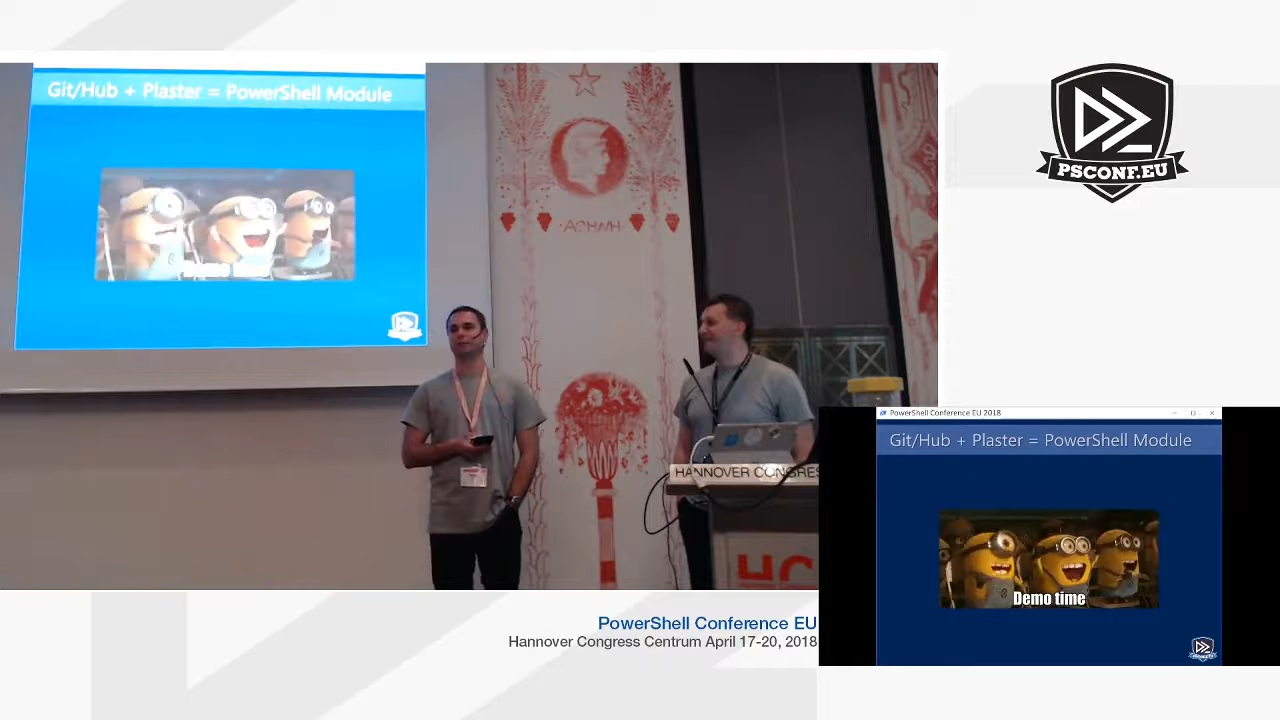 Git/Hub + Plaster = PowerShell Module
PSCONF.EU
HANNOVER CONGRES
PowerShell Conference EU 2018
Git/Hub + Plaster = PowerShell Module
Demo time
PowerShell Conference EU
Hannover Congress Centrum April 17-20, 2018